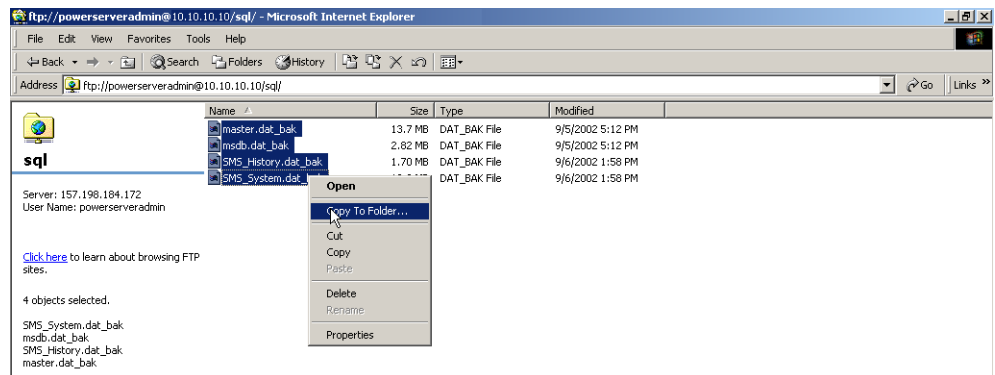 ftp://powerserveradmin@10.10.10.10/sql/ - Microsoft Internet Explorer
File Edit View Favorites Tools Help
Back Search Folders History
Address ftp://powerserveradmin@10.10.10.10/sql/ Go Links »
Name Size Type Modified
master.dat_bak 13.7 MB DAT_BAK File 9/5/2002 5:12 PM
msdb.dat_bak 2.82 MB DAT_BAK File 9/5/2002 5:12 PM
SMS_History.dat_bak 1.70 MB DAT_BAK File 9/6/2002 1:58 PM
SMS_System.dat DAT_BAK File 9/6/2002 1:58 PM
sql
Server: 157.198.184.172
User Name: powerserveradmin
Click here to learn about browsing FTP
sites.
4 objects selected.
SMS_System.dat_bak
msdb.dat_bak
SMS_History.dat_bak
master.dat_bak
Open
Copy To Folder...
Cut
Copy
Paste
Delete
Rename
Properties